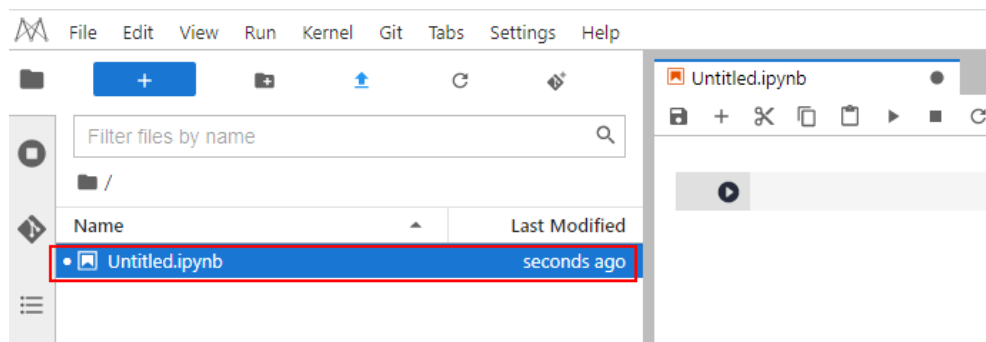 File Edit View Run Kernel Git Tabs Settings Help
Untitled.ipynb
Filter files by name
/
Name Last Modified
Untitled.ipynb seconds ago